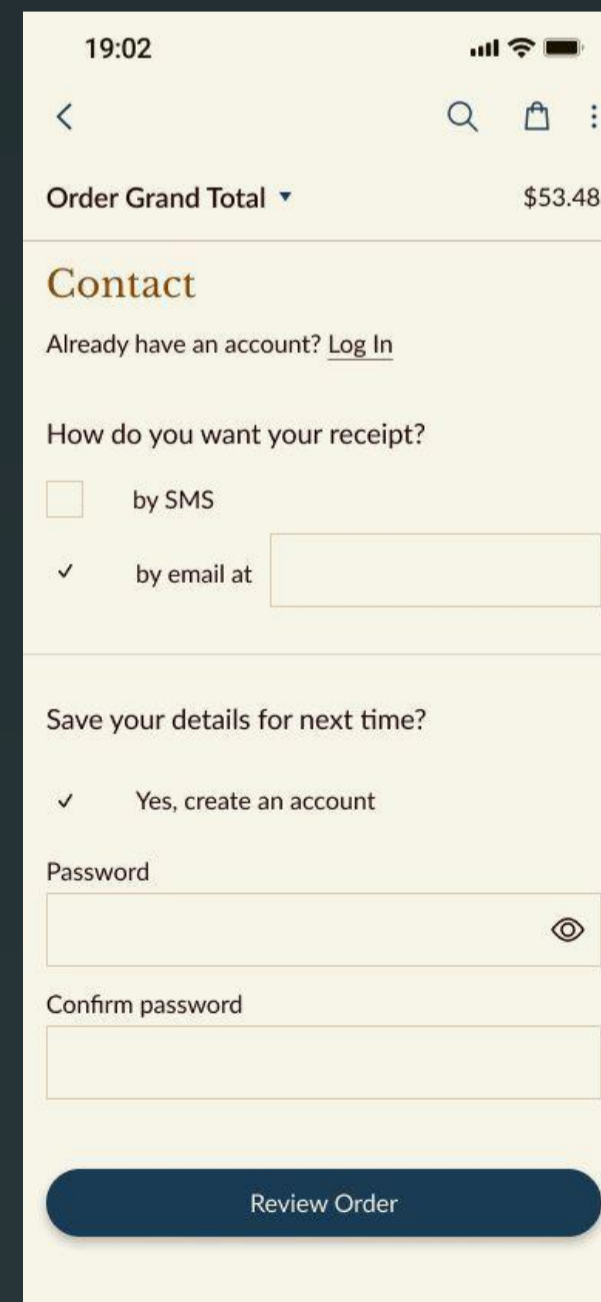 19:02
Order Grand Total $53.48
Contact
Already have an account? Log In
How do you want your receipt?
by SMS
by email at
Save your details for next time?
Yes, create an account
Password
Confirm password
Review Order